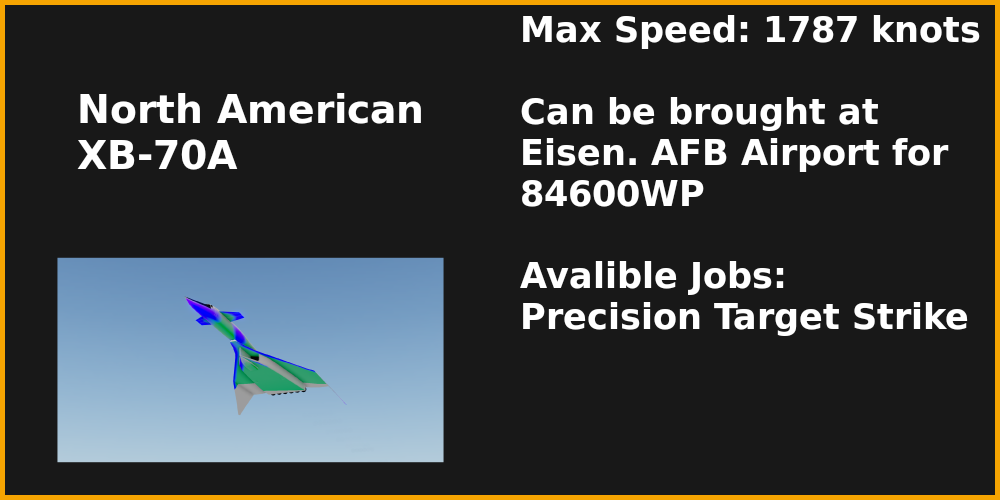 North American
XB-70A
Max Speed: 1787 knots
Can be brought at
Eisen. AFB Airport for
84600WP
Avalible Jobs:
Precision Target Strike